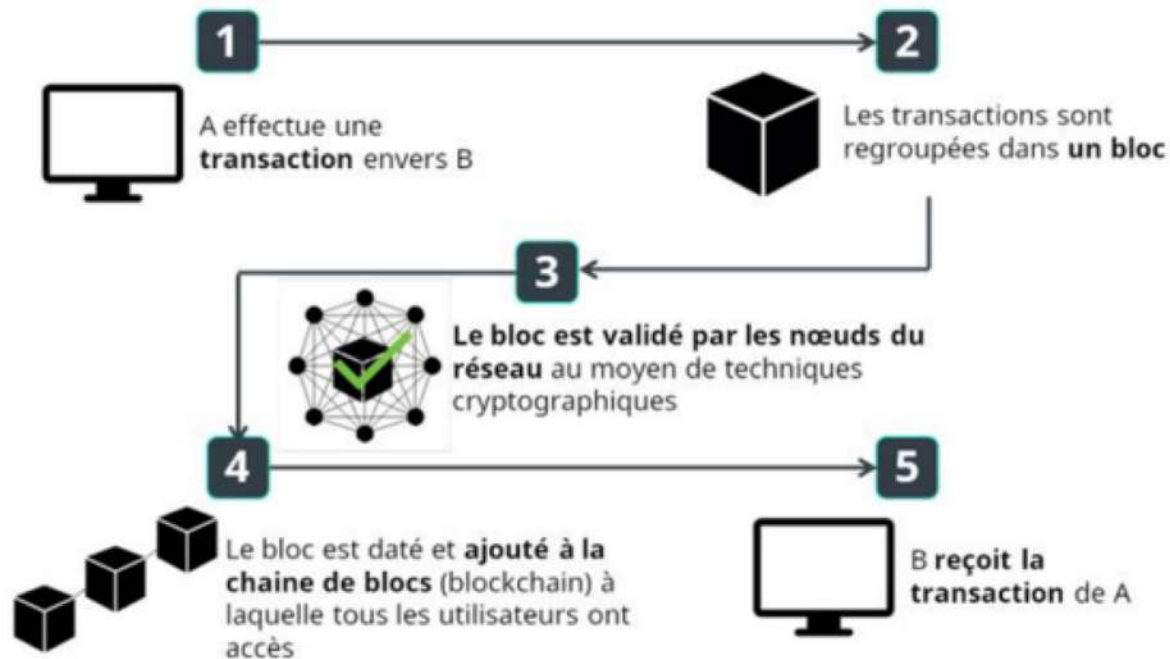 1
2
A effectue une
transaction envers B
Les transactions sont
regroupées dans un bloc
3
Le bloc est validé par les nœuds du
réseau au moyen de techniques
cryptographiques
4
5
Le bloc est daté et ajouté à la
chaine de blocs (blockchain) à
laquelle tous les utilisateurs ont
accès
B reçoit la
transaction de A